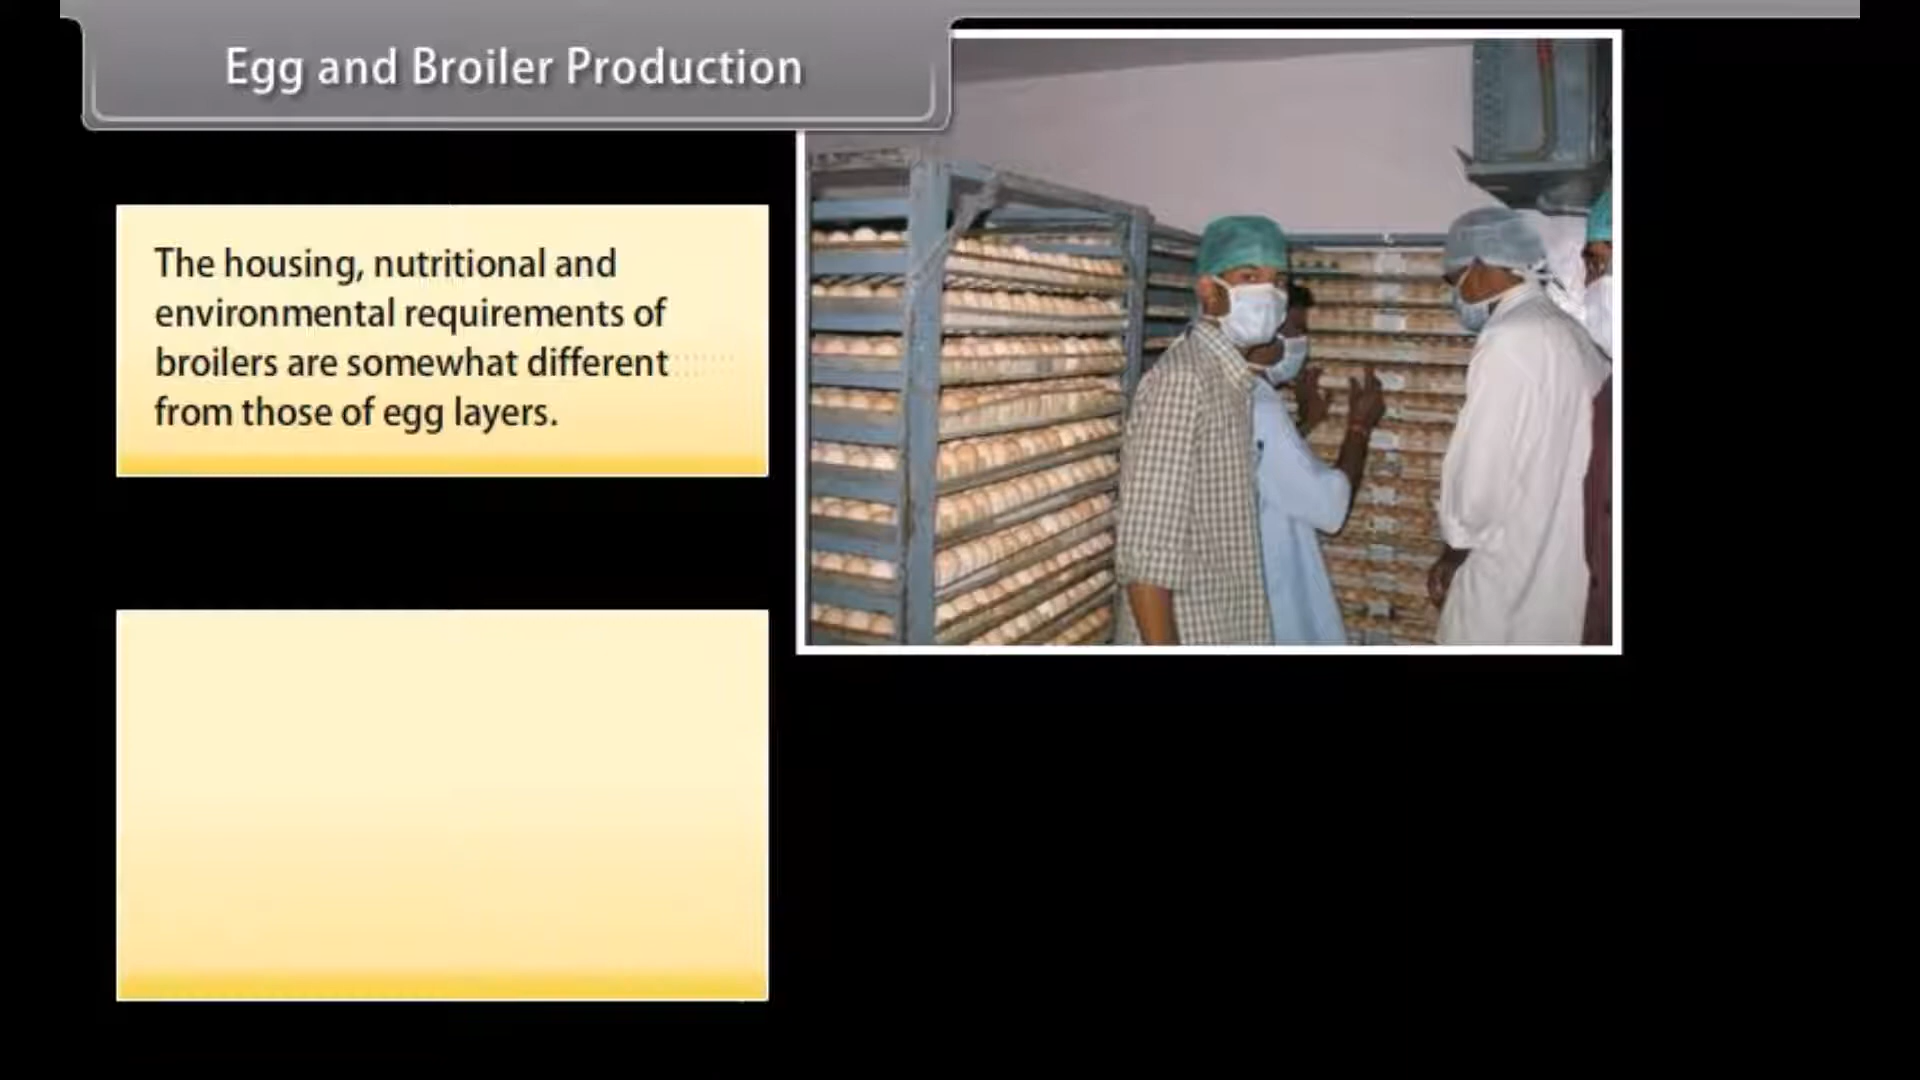 Egg and Broiler Production
The housing, nutritional and
environmental requirements of
broilers are somewhat different
from those of egg layers.